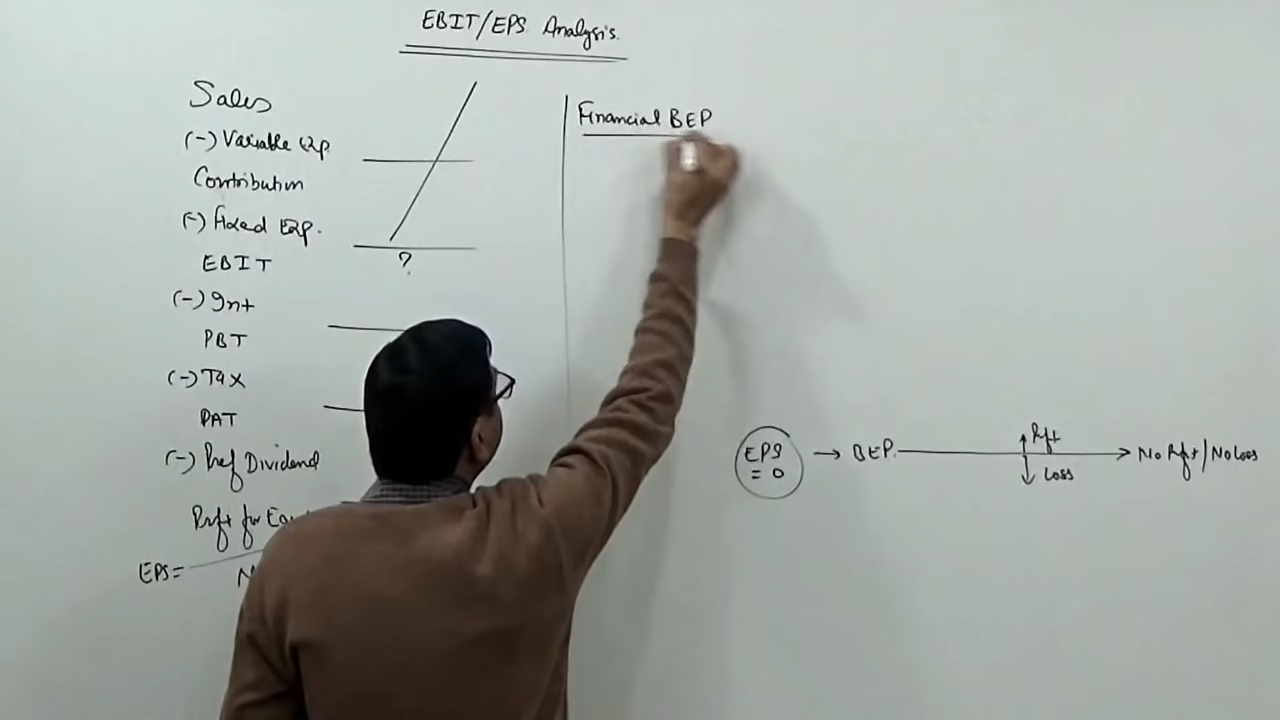 EBIT/EPS Analysis.
Sales
(-) Variable Exp.
Contribution
(-) Fixed Exp.
EBIT
(-) Int
PBT
(-) Tax
PAT
(-) Pref Dividend
Prft for
EPS=
?
Financial BEP
EPS
= 0
→ BEP. → No Prft/No Loss
↑ Prft
↓ Loss